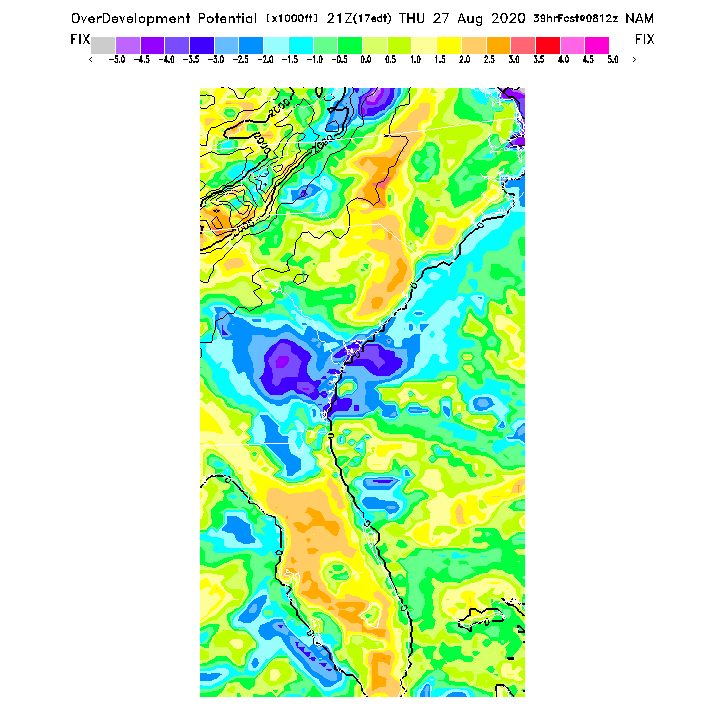 OverDevelopment Potential [x1000ft] 21Z(17edt) THU 27 Aug 2020 39hrFcst@0812z NAM
FIX FIX
-5.0 -4.5 -4.0 -3.5 -3.0 -2.5 -2.0 -1.5 -1.0 -0.5 0.0 0.5 1.0 1.5 2.0 2.5 3.0 3.5 4.0 4.5 5.0
2000
2000